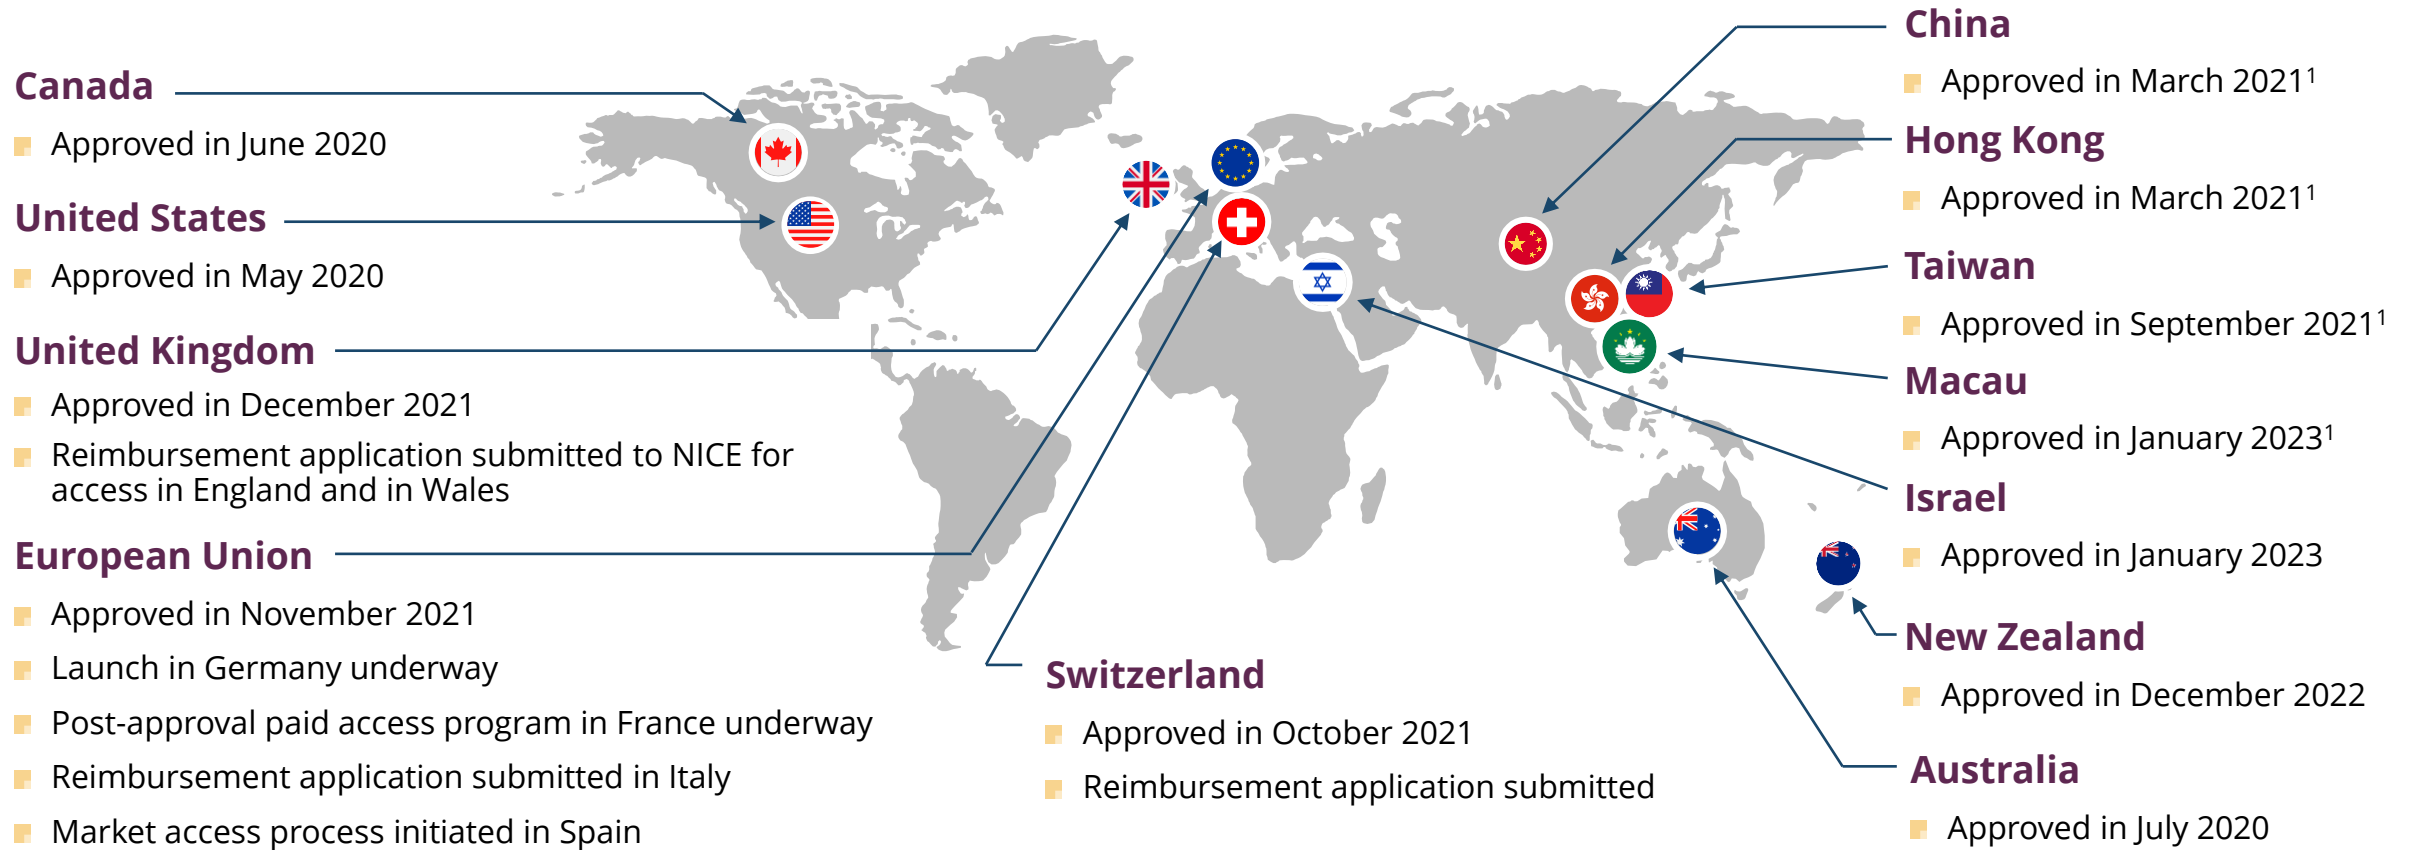 Canada
Approved in June 2020
United States
Approved in May 2020
United Kingdom
Approved in December 2021
Reimbursement application submitted to NICE for
access in England and in Wales
European Union
Approved in November 2021
Launch in Germany underway
Post-approval paid access program in France underway
Reimbursement application submitted in Italy
Market access process initiated in Spain
Switzerland
Approved in October 2021
Reimbursement application submitted
China
Approved in March 2021¹
Hong Kong
Approved in March 2021¹
Taiwan
Approved in September 2021¹
Macau
Approved in January 2023¹
Israel
Approved in January 2023
New Zealand
Approved in December 2022
Australia
Approved in July 2020